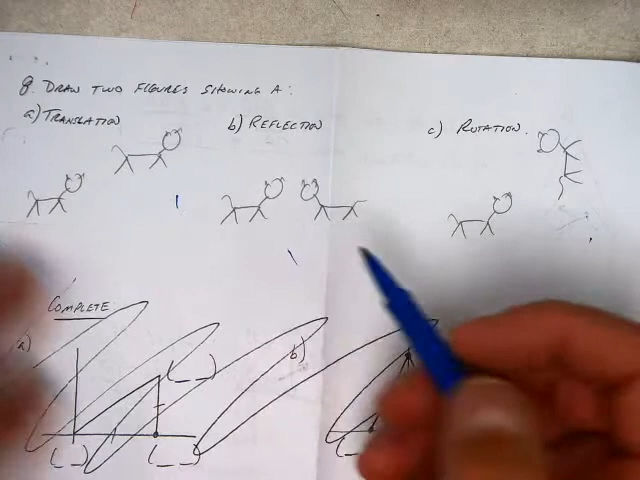 8. DRAW TWO FIGURES SHOWING A:
a) TRANSLATION
b) REFLECTION
c) ROTATION.
COMPLETE
a)
b)
( _ _ )
( _ _ )
( _ _ )